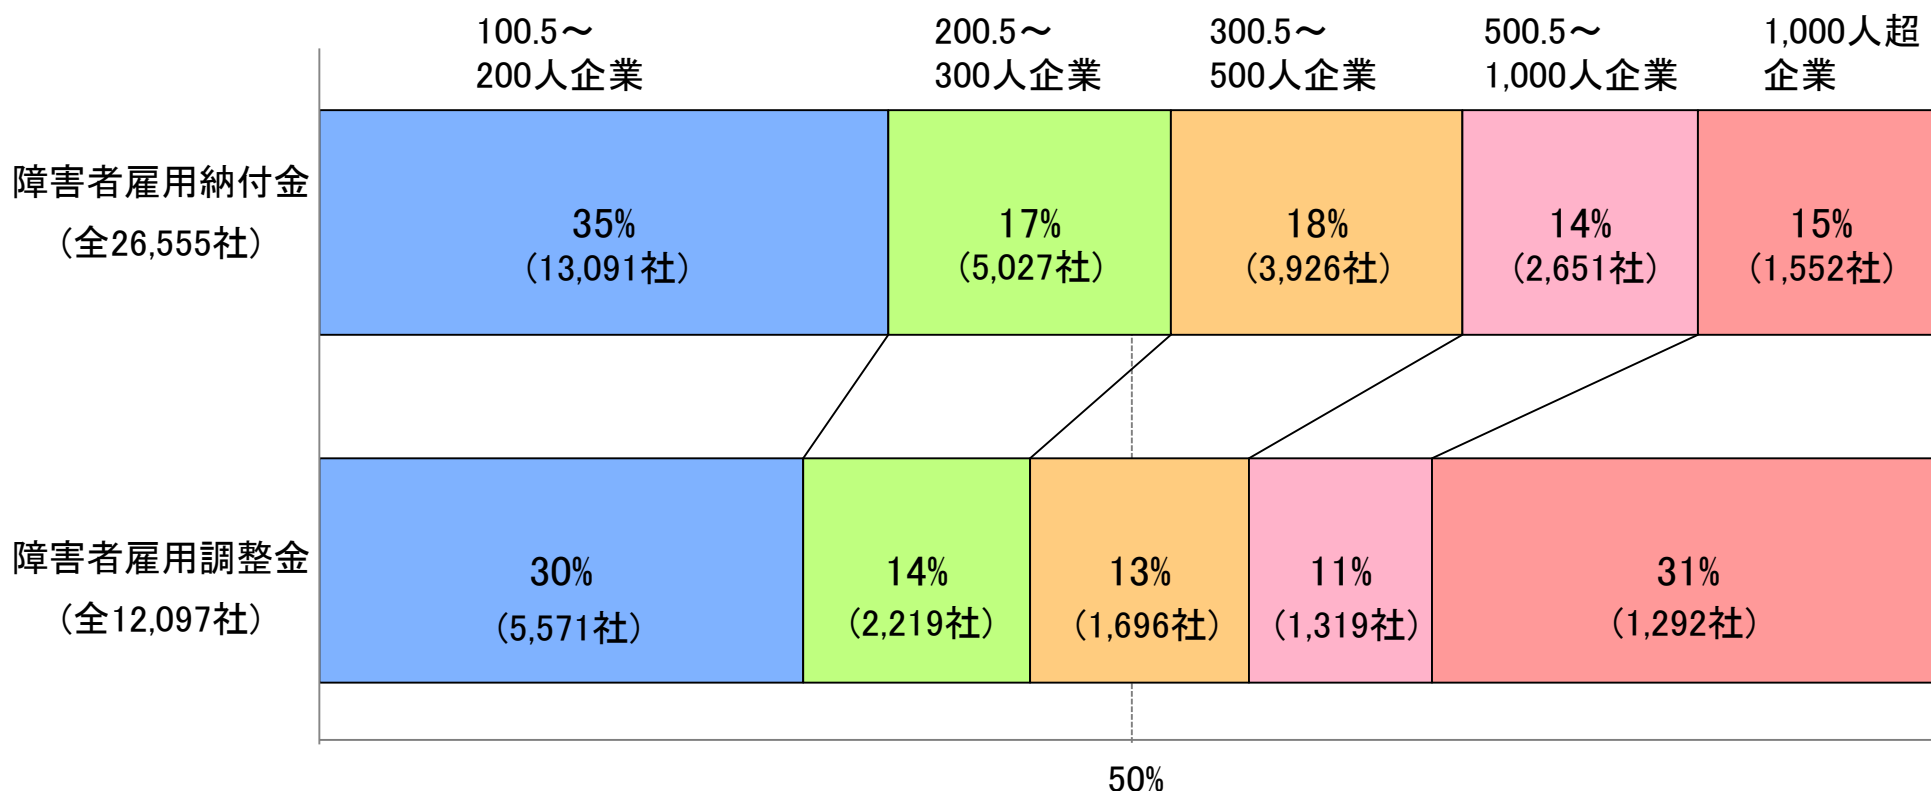 100.5～
200人企業
200.5～
300人企業
300.5～
500人企業
500.5～
1,000人企業
1,000人超
企業
障害者雇用納付金
（全26,555社）
35%
（13,091社）
17%
（5,027社）
18%
（3,926社）
14%
（2,651社）
15%
（1,552社）
障害者雇用調整金
（全12,097社）
30%
（5,571社）
14%
（2,219社）
13%
（1,696社）
11%
（1,319社）
31%
（1,292社）
50%